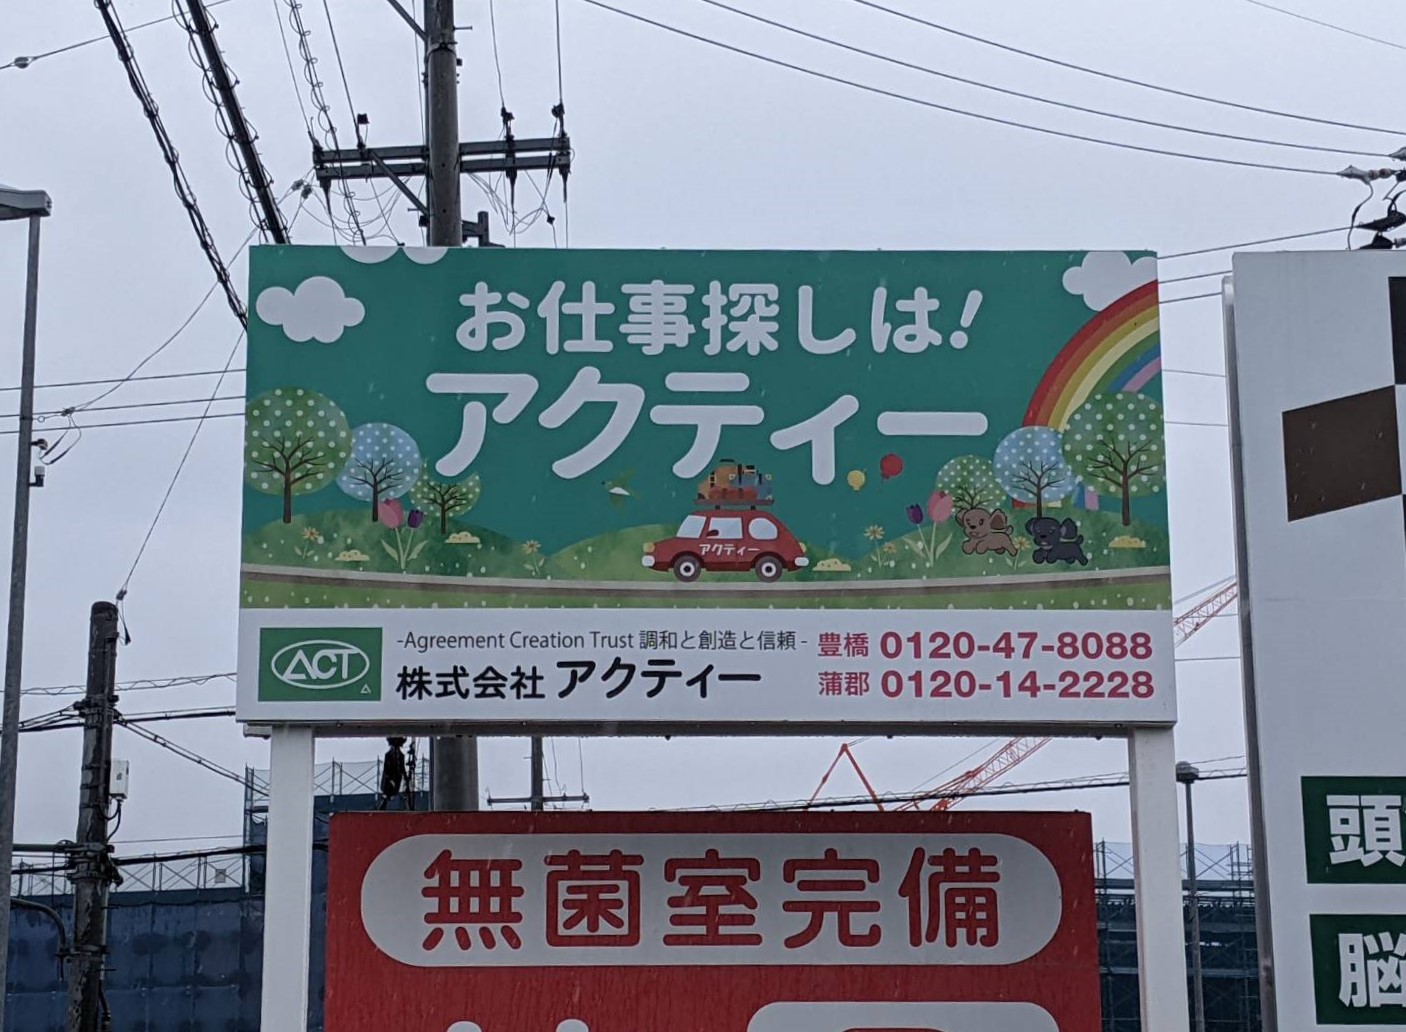 お仕事探しは!
アクティー
アクティー
ACT
-Agreement Creation Trust 調和と創造と信頼-
株式会社 アクティー
豊橋 0120-47-8088
蒲郡 0120-14-2228
無菌室完備
頭
脳